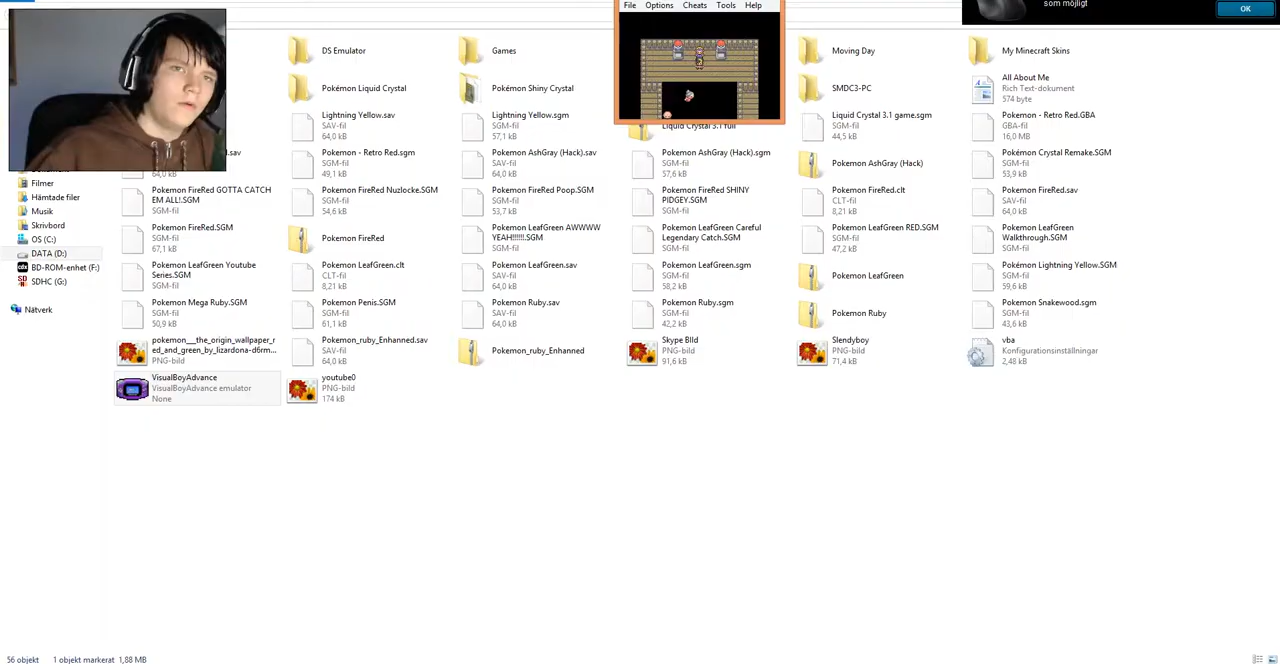 File Options Cheats Tools Help
som möjligt
OK
DS Emulator
Games
Moving Day
My Minecraft Skins
Pokémon Liquid Crystal
Pokémon Shiny Crystal
SMDC3-PC
All About Me
Rich Text-dokument
574 byte
Lightning Yellow.sav
SAV-fil
64,0 kB
Lightning Yellow.sgm
SGM-fil
57,1 kB
Liquid Crystal 3.1 full
Liquid Crystal 3.1 game.sgm
SGM-fil
44,5 kB
Pokemon - Retro Red.GBA
GBA-fil
16,0 MB
l.sav
64,0 kB
Pokemon - Retro Red.sgm
SGM-fil
49,1 kB
Pokemon AshGray (Hack).sav
SAV-fil
64,0 kB
Pokemon AshGray (Hack).sgm
SGM-fil
57,6 kB
Pokemon AshGray (Hack)
Pokémon Crystal Remake.SGM
SGM-fil
53,9 kB
Pokemon FireRed GOTTA CATCH
EM ALL!.SGM
SGM-fil
Pokemon FireRed Nuzlocke.SGM
SGM-fil
54,6 kB
Pokemon FireRed Poop.SGM
SGM-fil
53,7 kB
Pokemon FireRed SHINY
PIDGEY.SGM
SGM-fil
Pokemon FireRed.clt
CLT-fil
8,21 kB
Pokemon FireRed.sav
SAV-fil
64,0 kB
Pokemon FireRed.SGM
SGM-fil
67,1 kB
Pokemon FireRed
Pokemon LeafGreen AWWWW
YEAH!!!!!!.SGM
SGM-fil
Pokemon LeafGreen Careful
Legendary Catch.SGM
SGM-fil
Pokemon LeafGreen RED.SGM
SGM-fil
47,2 kB
Pokemon LeafGreen
Walkthrough.SGM
SGM-fil
Pokemon LeafGreen Youtube
Series.SGM
SGM-fil
Pokemon LeafGreen.clt
CLT-fil
8,21 kB
Pokemon LeafGreen.sav
SAV-fil
64,0 kB
Pokemon LeafGreen.sgm
SGM-fil
58,2 kB
Pokemon LeafGreen
Pokémon Lightning Yellow.SGM
SGM-fil
59,6 kB
Pokemon Mega Ruby.SGM
SGM-fil
50,9 kB
Pokemon Penis.SGM
SGM-fil
61,1 kB
Pokemon Ruby.sav
SAV-fil
64,0 kB
Pokemon Ruby.sgm
SGM-fil
42,2 kB
Pokemon Ruby
Pokemon Snakewood.sgm
SGM-fil
43,6 kB
pokemon___the_origin_wallpaper_r
ed_and_green_by_lizardona-d6rm...
PNG-bild
Pokemon_ruby_Enhanned.sav
SAV-fil
64,0 kB
Pokemon_ruby_Enhanned
Skype BIld
PNG-bild
91,6 kB
Slendyboy
PNG-bild
71,4 kB
vba
Konfigurationsinställningar
2,48 kB
VisualBoyAdvance
VisualBoyAdvance emulator
None
youtube0
PNG-bild
174 kB
Filmer
Hämtade filer
Musik
Skrivbord
OS (C:)
DATA (D:)
BD-ROM-enhet (F:)
SDHC (G:)
Nätverk
56 objekt 1 objekt markerat 1,88 MB